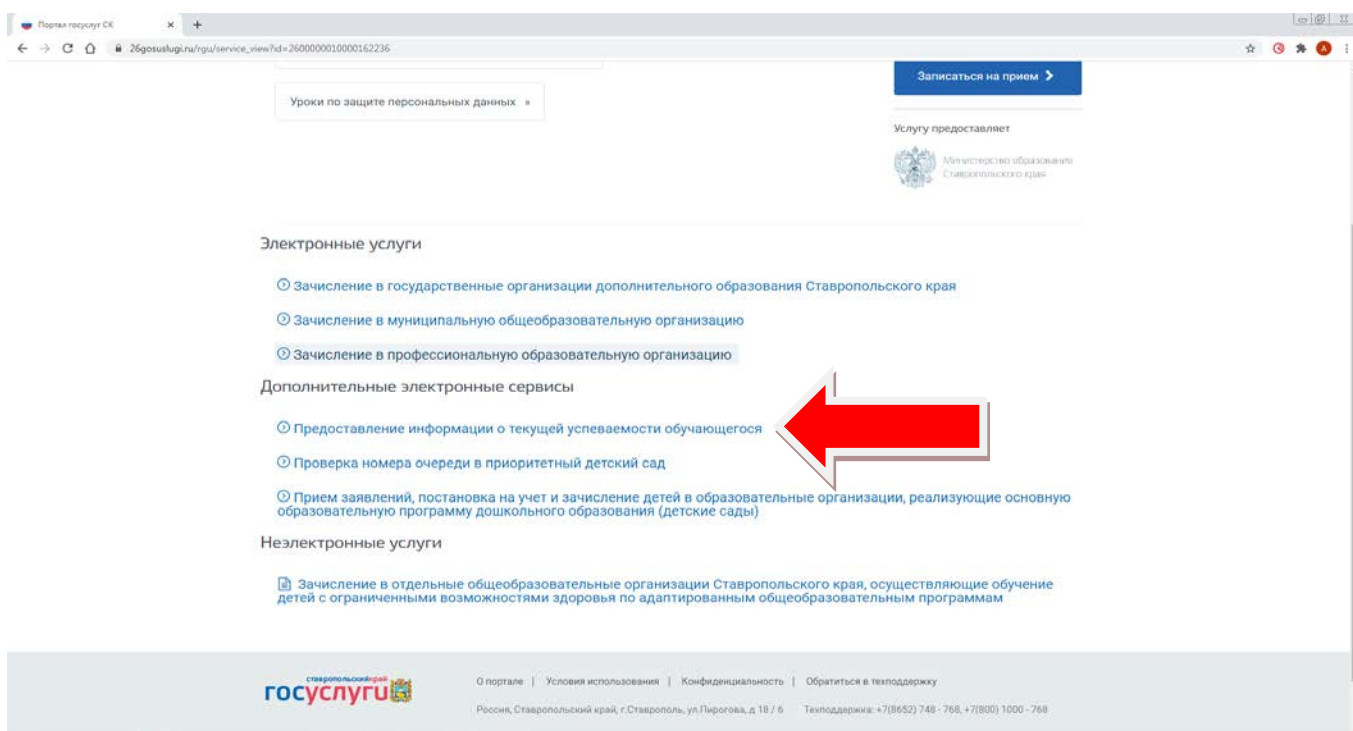 Портал госуслуг СК
26gosuslugi.ru/rgu/service_view?id=2600000010000162236
Записаться на прием
Уроки по защите персональных данных »
Услугу предоставляет
Министерство образования
Ставропольского края
Электронные услуги
Зачисление в государственные организации дополнительного образования Ставропольского края
Зачисление в муниципальную общеобразовательную организацию
Зачисление в профессиональную образовательную организацию
Дополнительные электронные сервисы
Предоставление информации о текущей успеваемости обучающегося
Проверка номера очереди в приоритетный детский сад
Прием заявлений, постановка на учет и зачисление детей в образовательные организации, реализующие основную
образовательную программу дошкольного образования (детские сады)
Неэлектронные услуги
Зачисление в отдельные общеобразовательные организации Ставропольского края, осуществляющие обучение
детей с ограниченными возможностями здоровья по адаптированным общеобразовательным программам
ставропольскийкрай
госуслуги
О портале | Условия использования | Конфиденциальность | Обратиться в техподдержку
Россия, Ставропольский край, г.Ставрополь, ул.Пирогова, д 18 / 6 Техподдержка: +7(8652) 748 - 768, +7(800) 1000 - 768